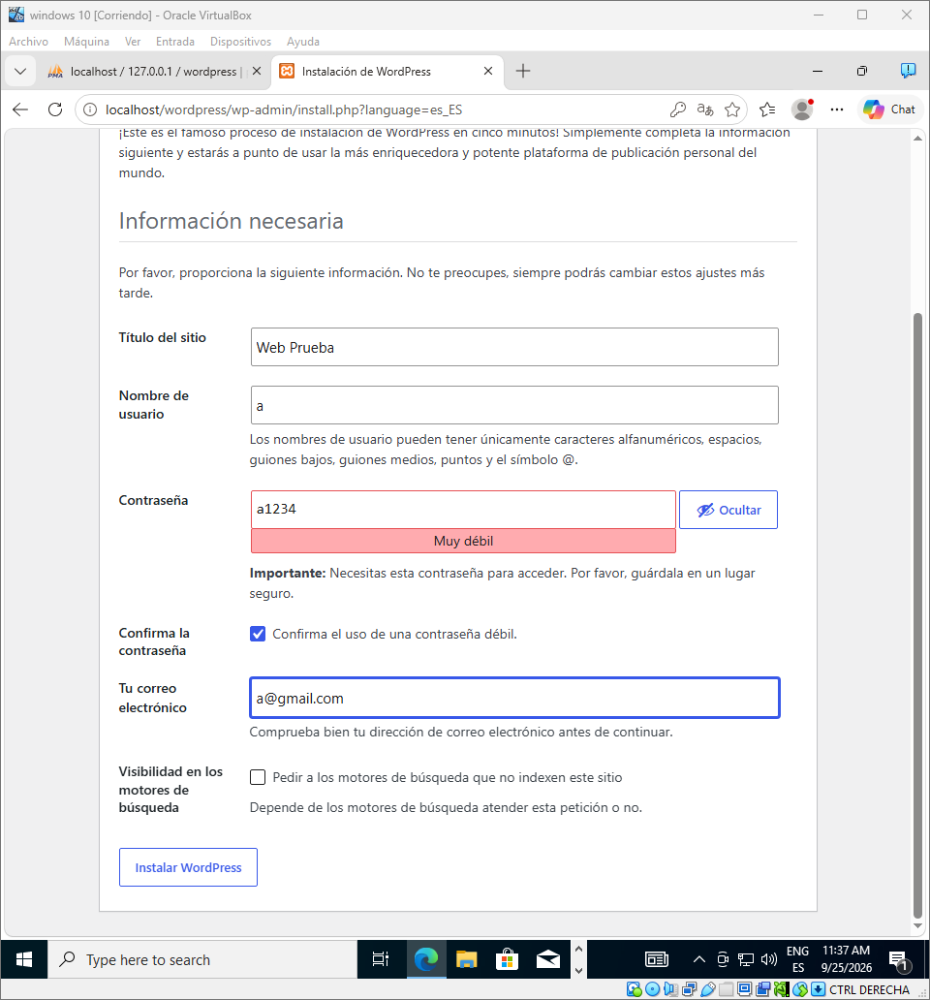 windows 10 [Corriendo] - Oracle VirtualBox
Archivo Máquina Ver Entrada Dispositivos Ayuda
PMA localhost / 127.0.0.1 / wordpress | Instalación de WordPress
localhost/wordpress/wp-admin/install.php?language=es_ES Chat
¡Este es el famoso proceso de instalación de WordPress en cinco minutos! Simplemente completa la información
siguiente y estarás a punto de usar la más enriquecedora y potente plataforma de publicación personal del
mundo.
Información necesaria
Por favor, proporciona la siguiente información. No te preocupes, siempre podrás cambiar estos ajustes más
tarde.
Título del sitio
Web Prueba
Nombre de
usuario
a
Los nombres de usuario pueden tener únicamente caracteres alfanuméricos, espacios,
guiones bajos, guiones medios, puntos y el símbolo @.
Contraseña
a1234
Ocultar
Muy débil
Importante: Necesitas esta contraseña para acceder. Por favor, guárdala en un lugar
seguro.
Confirma la
contraseña
Confirma el uso de una contraseña débil.
Tu correo
electrónico
a@gmail.com
Comprueba bien tu dirección de correo electrónico antes de continuar.
Visibilidad en los
motores de
búsqueda
Pedir a los motores de búsqueda que no indexen este sitio
Depende de los motores de búsqueda atender esta petición o no.
Instalar WordPress
Type here to search
ENG
ES
11:37 AM
9/25/2026
1
CTRL DERECHA